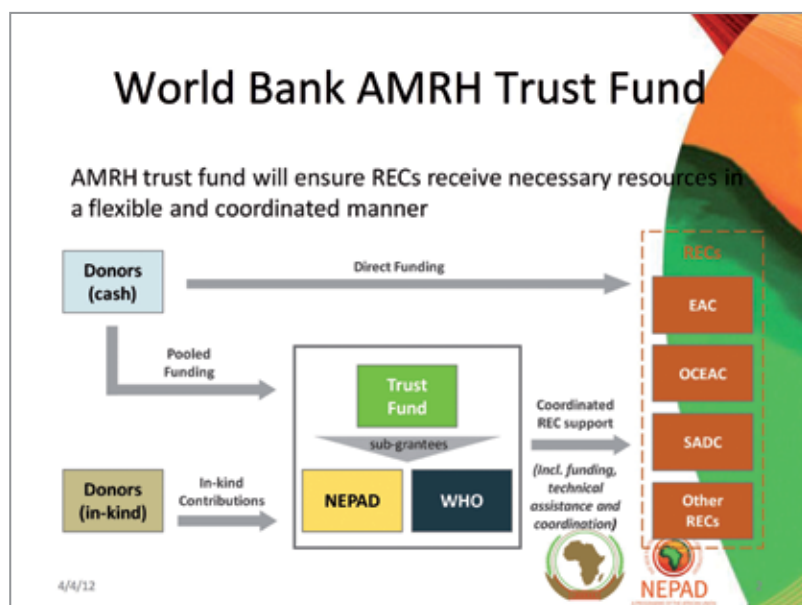 World Bank AMRH Trust Fund
AMRH trust fund will ensure RECs receive necessary resources in
a flexible and coordinated manner
Donors
(cash)
Direct Funding
RECs
EAC
OCEAC
SADC
Other
RECs
Pooled
Funding
Trust
Fund
sub-grantees
NEPAD
WHO
Coordinated
REC support
(Incl. funding,
technical
assistance and
coordination)
Donors
(in-kind)
In-kind
Contributions
4/4/12
NEPAD